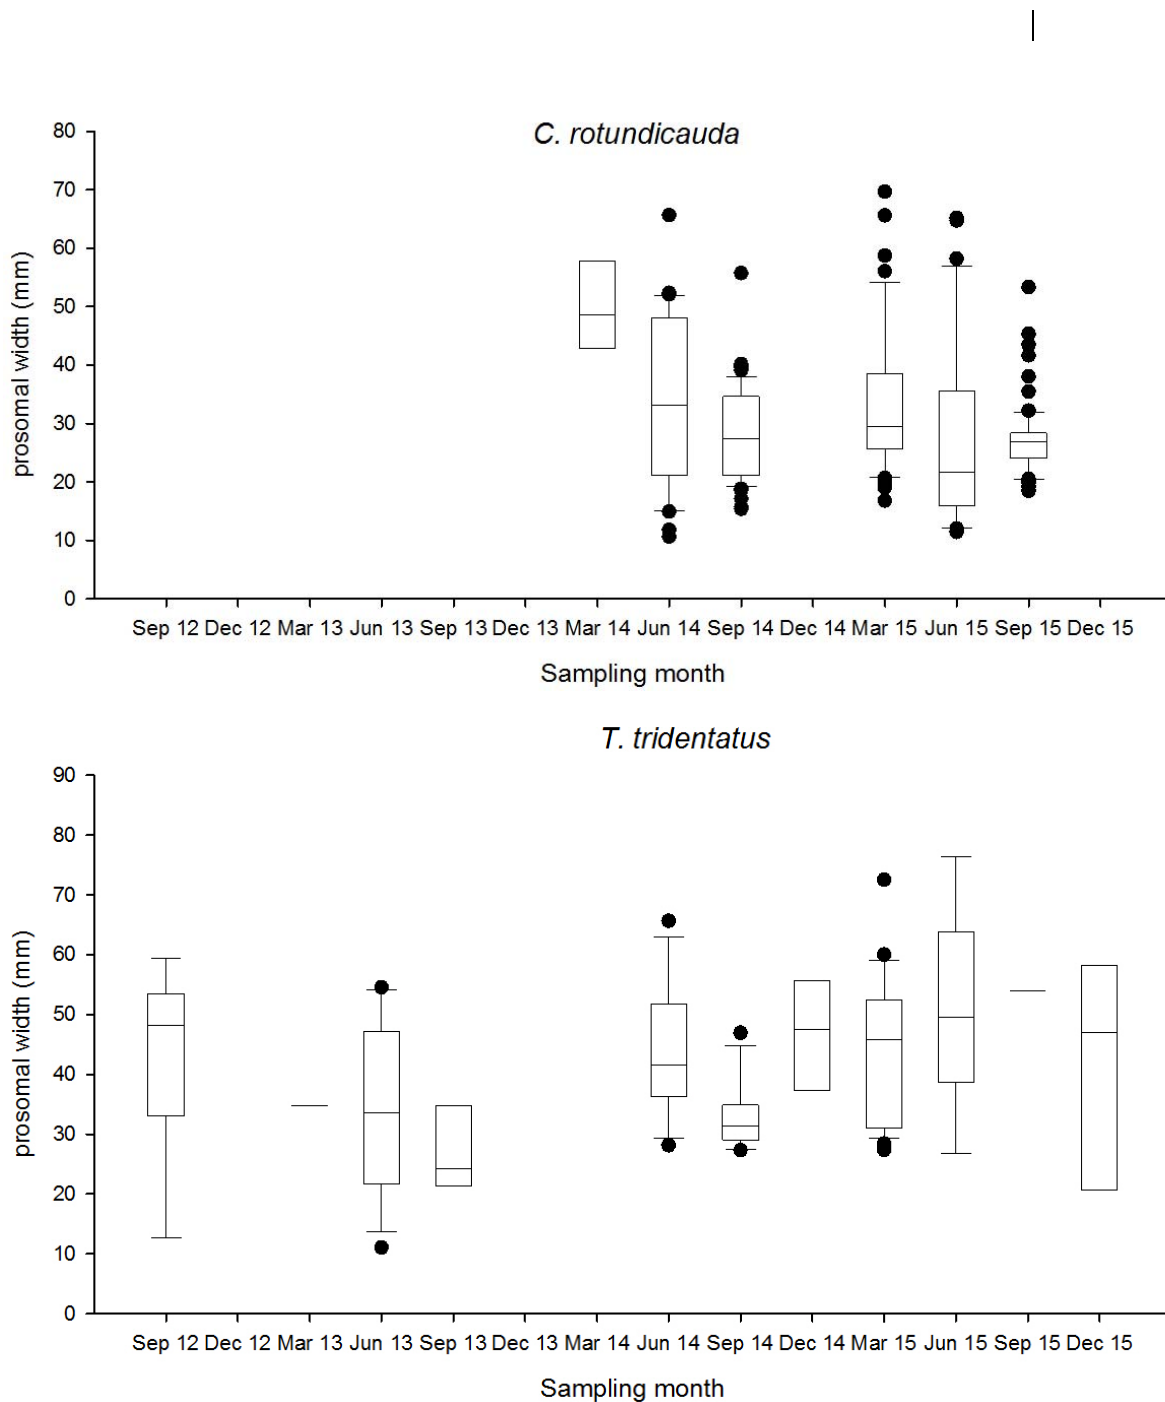 C. rotundicauda
80
70
60
50
40
30
20
10
0
prosomal width (mm)
Sep 12 Dec 12 Mar 13 Jun 13 Sep 13 Dec 13 Mar 14 Jun 14 Sep 14 Dec 14 Mar 15 Jun 15 Sep 15 Dec 15
Sampling month
T. tridentatus
90
80
70
60
50
40
30
20
10
0
prosomal width (mm)
Sep 12 Dec 12 Mar 13 Jun 13 Sep 13 Dec 13 Mar 14 Jun 14 Sep 14 Dec 14 Mar 15 Jun 15 Sep 15 Dec 15
Sampling month